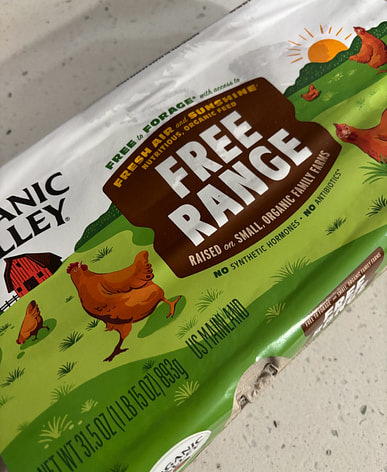 FREE to FORAGE* with access to
FRESH AIR and SUNSHINE*
NUTRITIOUS, ORGANIC FEED
FREE
RANGE
RAISED on SMALL, ORGANIC FAMILY FARMS
NO SYNTHETIC HORMONES • NO ANTIBIOTICS*
ANIC
LLEY®
US MAINLAND
NET WT 31.5 OZ (1 LB 15 OZ) 893g
FREE
ORGANIC